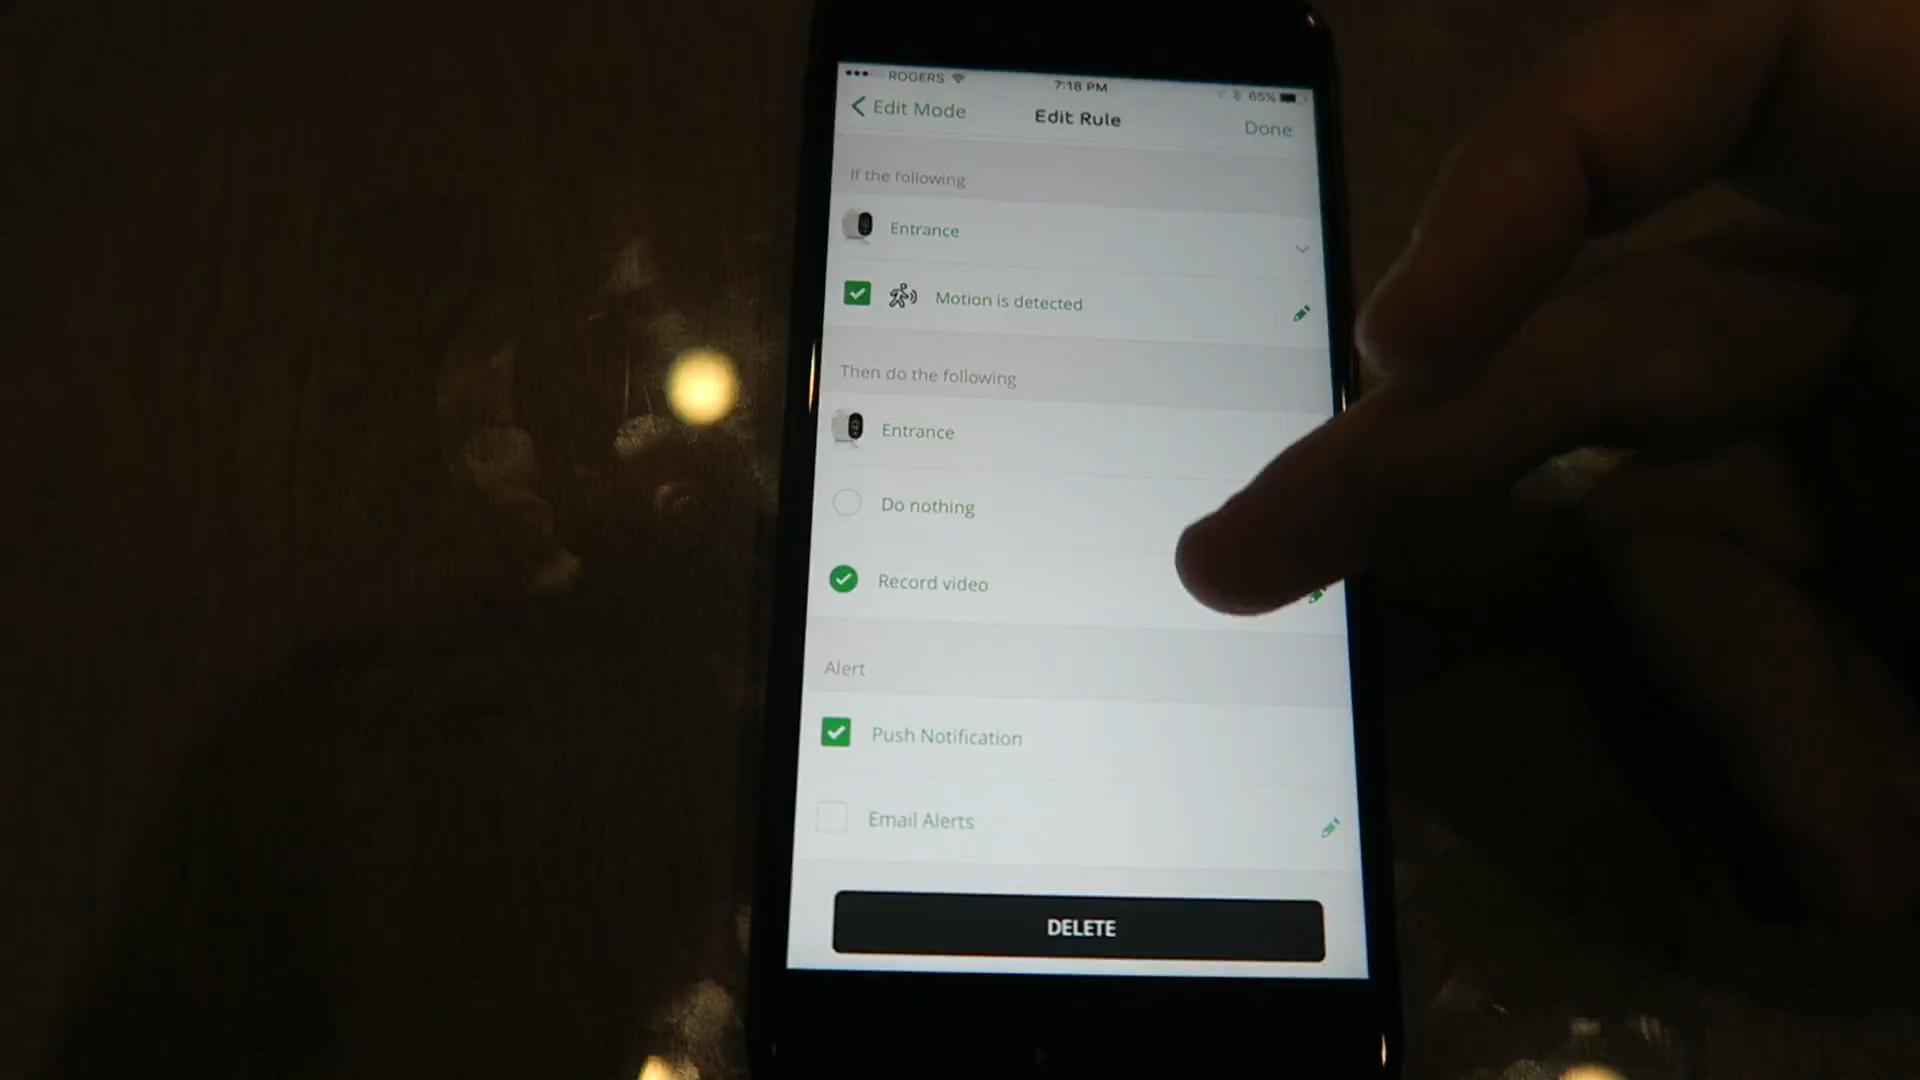 ROGERS 7:18 PM 65%
Edit Mode Edit Rule Done
If the following
Entrance
Motion is detected
Then do the following
Entrance
Do nothing
Record video
Alert
Push Notification
Email Alerts
DELETE